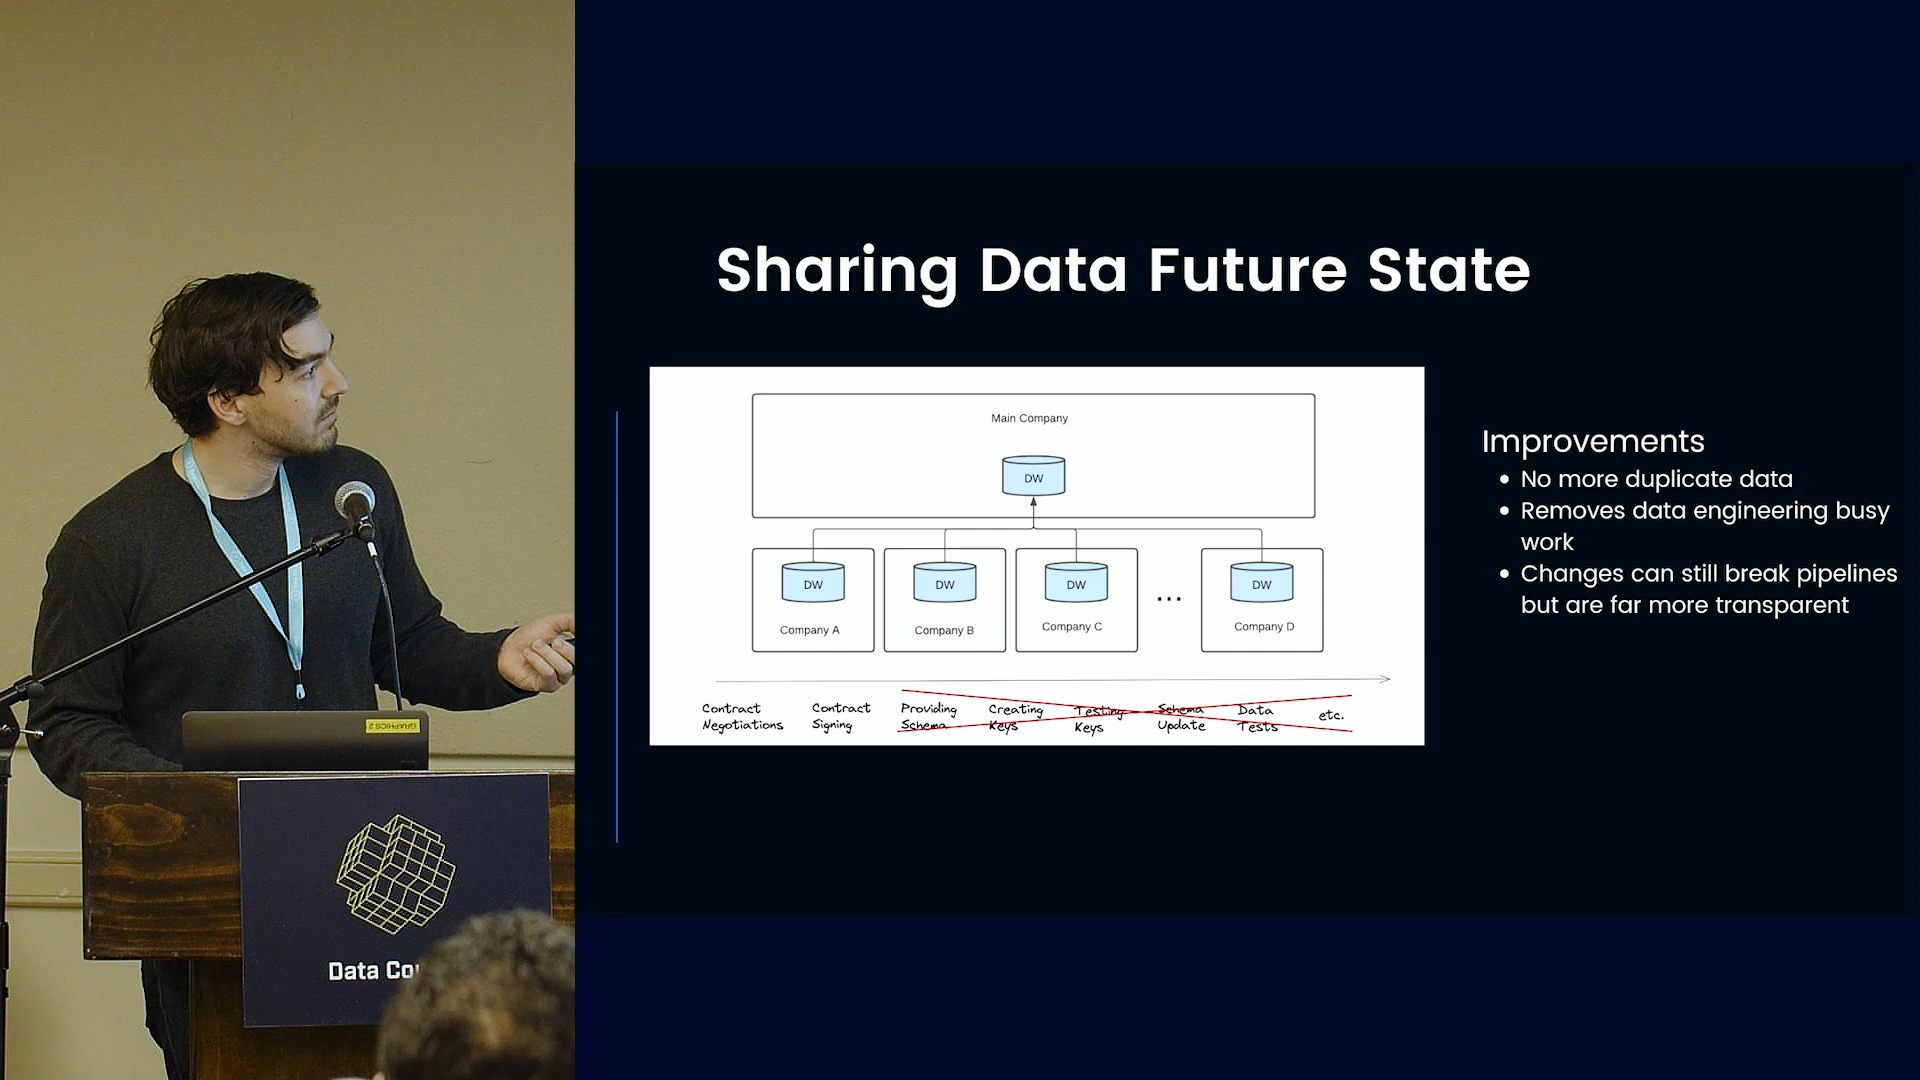 Sharing Data Future State
Main Company
DW
DW
DW
DW
DW
Company A
Company B
Company C
...
Company D
Contract
Negotiations
Contract
Signing
Providing
Schema
Creating
Keys
Testing
Keys
Schema
Update
Data
Tests
etc.
Improvements
• No more duplicate data
• Removes data engineering busy
work
• Changes can still break pipelines
but are far more transparent
GRAPHICS 2
Data